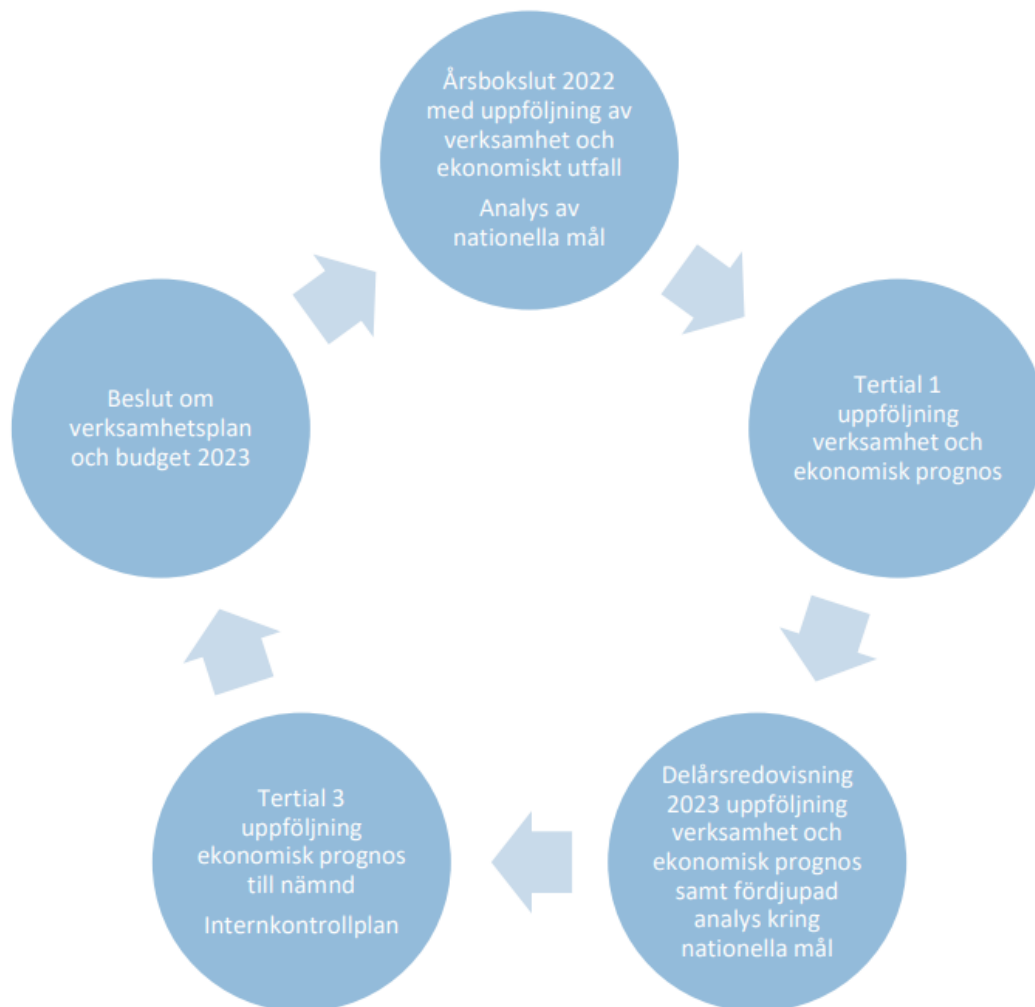 Årsbokslut 2022
med uppföljning av
verksamhet och
ekonomiskt utfall
Analys av
nationella mål
Tertial 1
uppföljning
verksamhet och
ekonomisk prognos
Delårsredovisning
2023 uppföljning
verksamhet och
ekonomisk prognos
samt fördjupad
analys kring
nationella mål
Tertial 3
uppföljning
ekonomisk prognos
till nämnd
Internkontrollplan
Beslut om
verksamhetsplan
och budget 2023